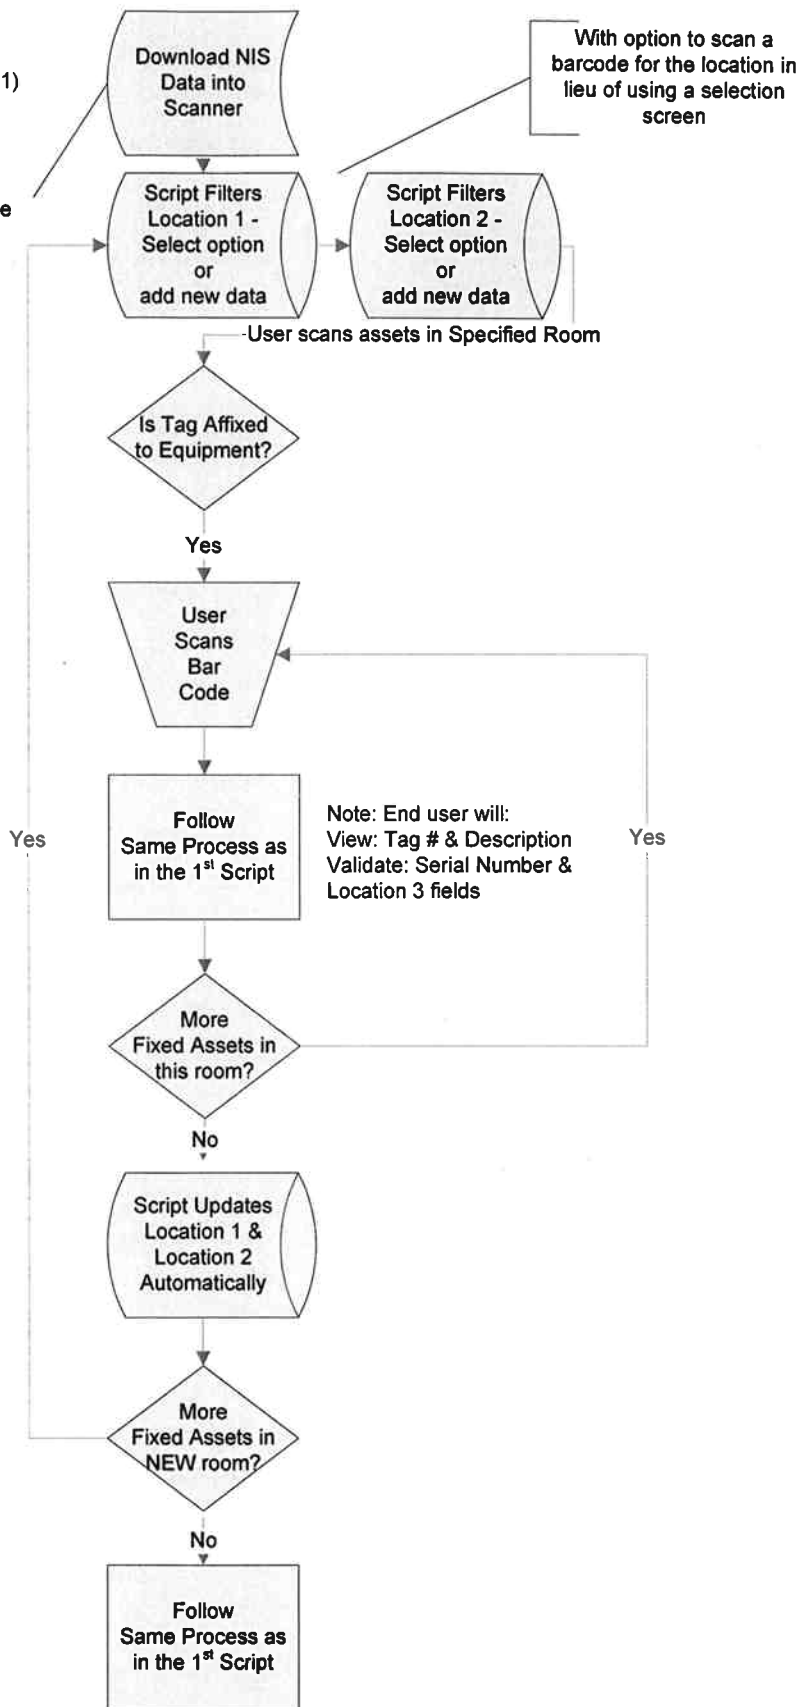 Download NIS
Data into
Scanner
With option to scan a
barcode for the location in
lieu of using a selection
screen
1)
e
Script Filters
Location 1 -
Select option
or
add new data
Script Filters
Location 2 -
Select option
or
add new data
User scans assets in Specified Room
Is Tag Affixed
to Equipment?
Yes
User
Scans
Bar
Code
Follow
Same Process as
in the 1st Script
Note: End user will:
View: Tag # & Description
Validate: Serial Number &
Location 3 fields
Yes
Yes
More
Fixed Assets in
this room?
No
Script Updates
Location 1 &
Location 2
Automatically
More
Fixed Assets in
NEW room?
No
Follow
Same Process as
in the 1st Script